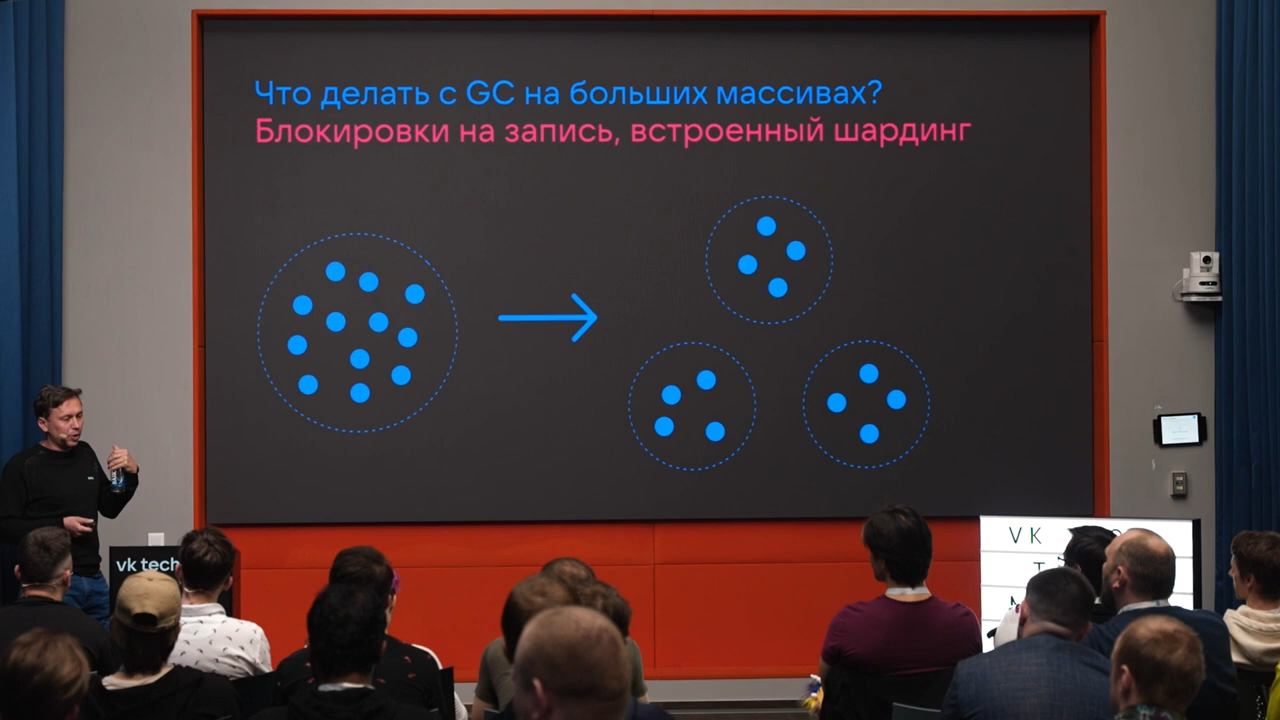 Что делать с GC на больших массивах?
Блокировки на запись, встроенный шардинг
vk tech
VK
T